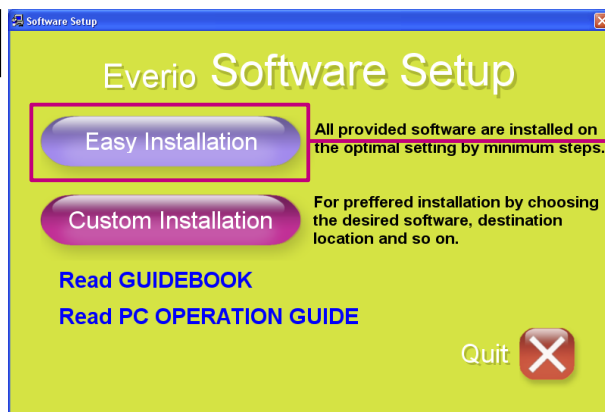 Software Setup
Everio Software Setup
Easy Installation
All provided software are installed on
the optimal setting by minimum steps.
Custom Installation
For preffered installation by choosing
the desired software, destination
location and so on.
Read GUIDEBOOK
Read PC OPERATION GUIDE
Quit